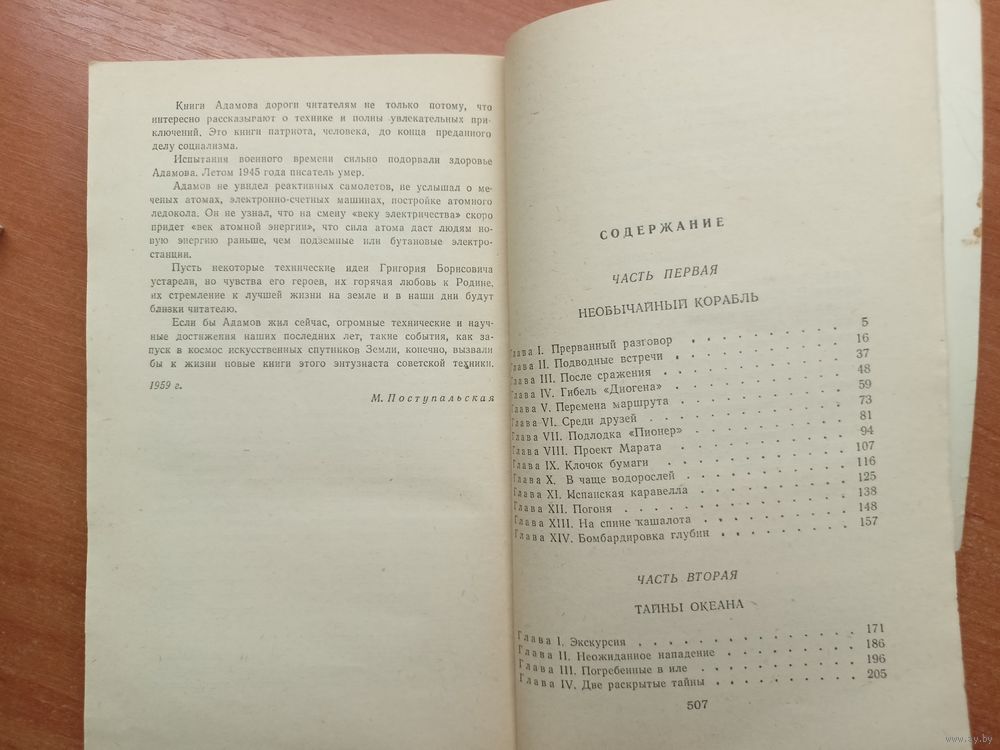 Книги Адамова дороги читателям не только потому, что
интересно рассказывают о технике и полны увлекательных при-
ключений. Это книги патриота, человека, до конца преданного
делу социализма.
Испытания военного времени сильно подорвали здоровье
Адамова. Летом 1945 года писатель умер.
Адамов не увидел реактивных самолетов, не услышал о ме-
ченых атомах, электронно-счетных машинах, постройке атомного
ледокола. Он не узнал, что на смену «веку электричества» скоро
придет «век атомной энергии», что сила атома даст людям но-
вую энергию раньше, чем подземные или бутановые электро-
станции.
Пусть некоторые технические идеи Григория Борисовича
устарели, но чувства его героев, их горячая любовь к Родине,
их стремление к лучшей жизни на земле и в наши дни будут
близки читателю.
Если бы Адамов жил сейчас, огромные технические и науч-
ные достижения наших последних лет, такие события, как за-
пуск в космос искусственных спутников Земли, конечно, вызвали
бы к жизни новые книги этого энтузиаста советской техники.
1959 г.
М. Поступальская
СОДЕРЖАНИЕ
ЧАСТЬ ПЕРВАЯ
НЕОБЫЧАЙНЫЙ КОРАБЛЬ
Глава I. Прерванный разговор . . . . . . . . 5
Глава II. Подводные встречи . . . . . . . . 16
Глава III. После сражения . . . . . . . . 37
Глава IV. Гибель «Диогена» . . . . . . . . 48
Глава V. Перемена маршрута . . . . . . . . 59
Глава VI. Среди друзей . . . . . . . . 73
Глава VII. Подлодка «Пионер» . . . . . . . . 81
Глава VIII. Проект Марата . . . . . . . . 94
Глава IX. Клочок бумаги . . . . . . . . 107
Глава X. В чаще водорослей . . . . . . . . 116
Глава XI. Испанская каравелла . . . . . . . . 125
Глава XII. Погоня . . . . . . . . 138
Глава XIII. На спине кашалота . . . . . . . . 148
Глава XIV. Бомбардировка глубин . . . . . . . . 157
ЧАСТЬ ВТОРАЯ
ТАЙНЫ ОКЕАНА
Глава I. Экскурсия . . . . . . . . 171
Глава II. Неожиданное нападение . . . . . . . . 186
Глава III. Погребенные в иле . . . . . . . . 196
Глава IV. Две раскрытые тайны . . . . . . . . 205
507
www.ay.by